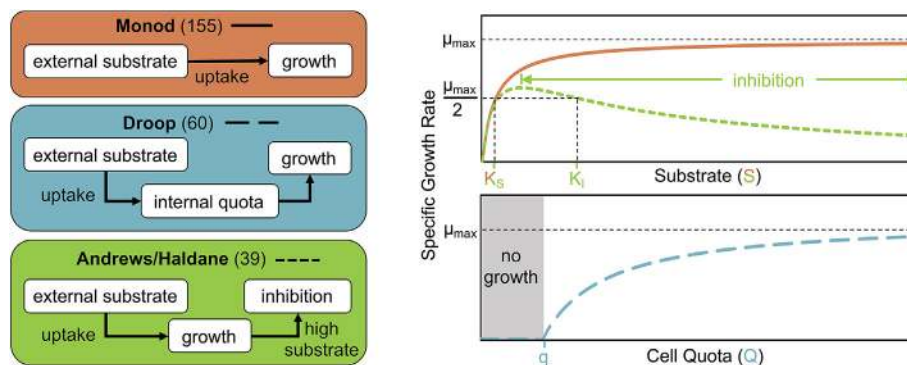 Monod (155)
external substrate
growth
uptake
Droop (60)
external substrate
growth
uptake
internal quota
Andrews/Haldane (39)
external substrate
inhibition
uptake
growth
high
substrate
Specific Growth Rate
μmax
inhibition
μmax
2
KS
KI
Substrate (S)
μmax
no
growth
q
Cell Quota (Q)